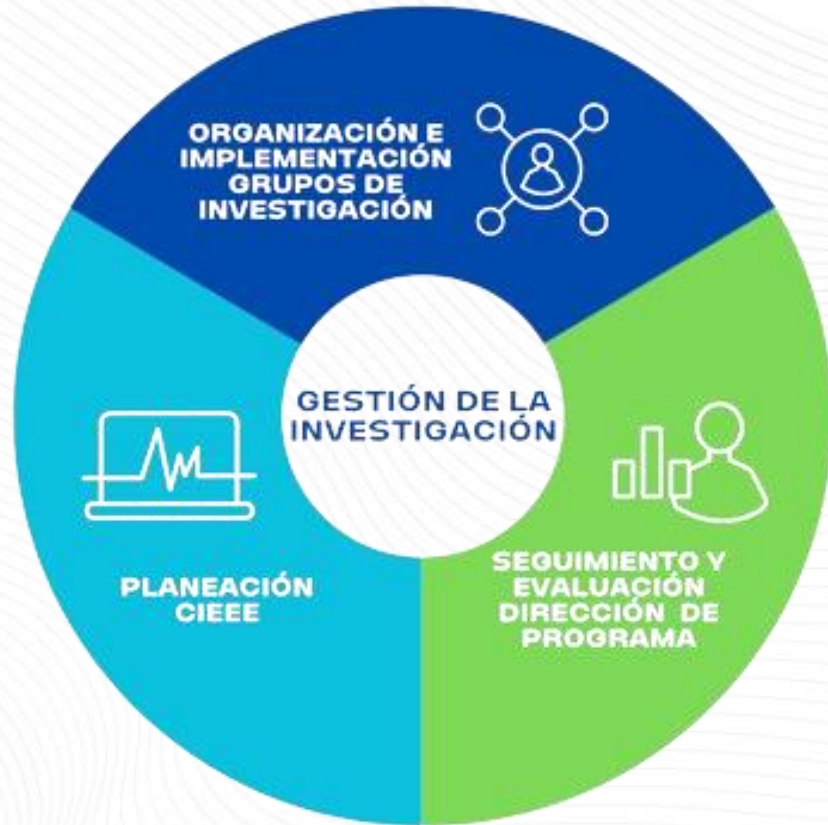 ORGANIZACIÓN E
IMPLEMENTACIÓN
GRUPOS DE
INVESTIGACIÓN
GESTIÓN DE LA
INVESTIGACIÓN
PLANEACIÓN
CIEEE
SEGUIMIENTO Y
EVALUACIÓN
DIRECCIÓN DE
PROGRAMA